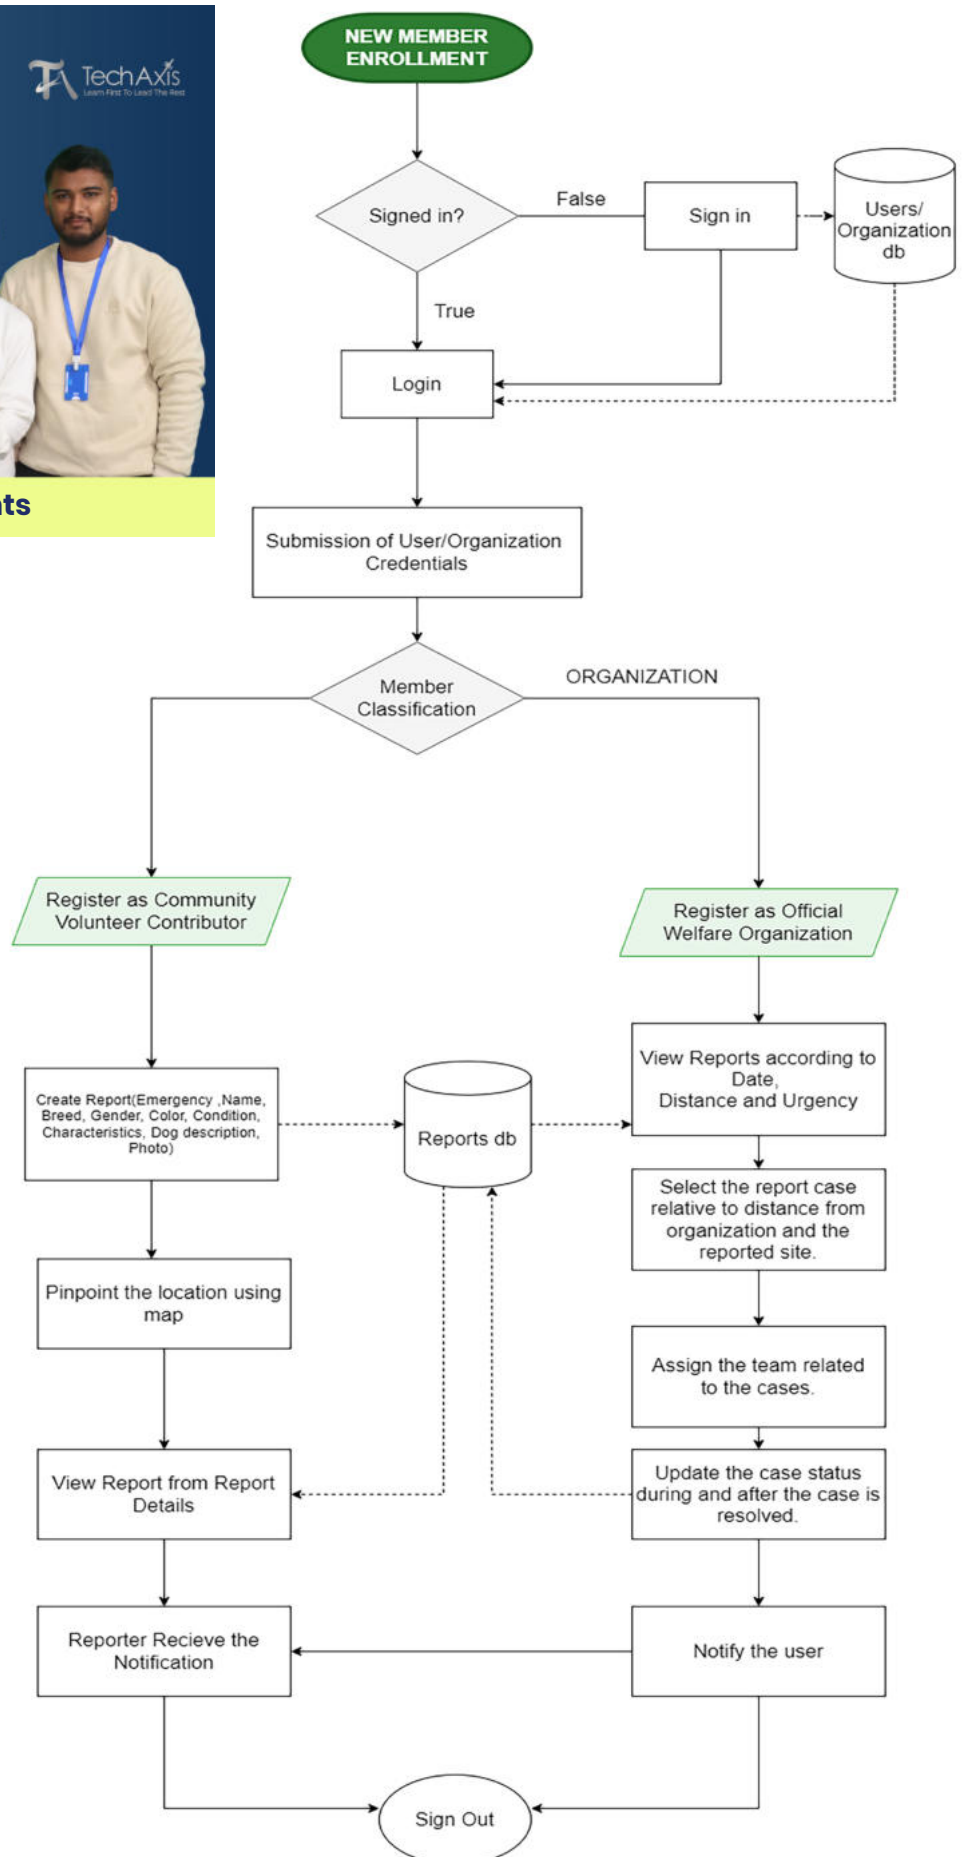 TechAxis
Learn First To Lead The Rest
nts
NEW MEMBER
ENROLLMENT
Signed in?
False
Sign in
Users/
Organization
db
True
Login
Submission of User/Organization
Credentials
Member
Classification
ORGANIZATION
Register as Community
Volunteer Contributor
Register as Official
Welfare Organization
Create Report(Emergency ,Name,
Breed, Gender, Color, Condition,
Characteristics, Dog description,
Photo)
Reports db
View Reports according to
Date,
Distance and Urgency
Select the report case
relative to distance from
organization and the
reported site.
Pinpoint the location using
map
Assign the team related
to the cases.
View Report from Report
Details
Update the case status
during and after the case is
resolved.
Reporter Recieve the
Notification
Notify the user
Sign Out